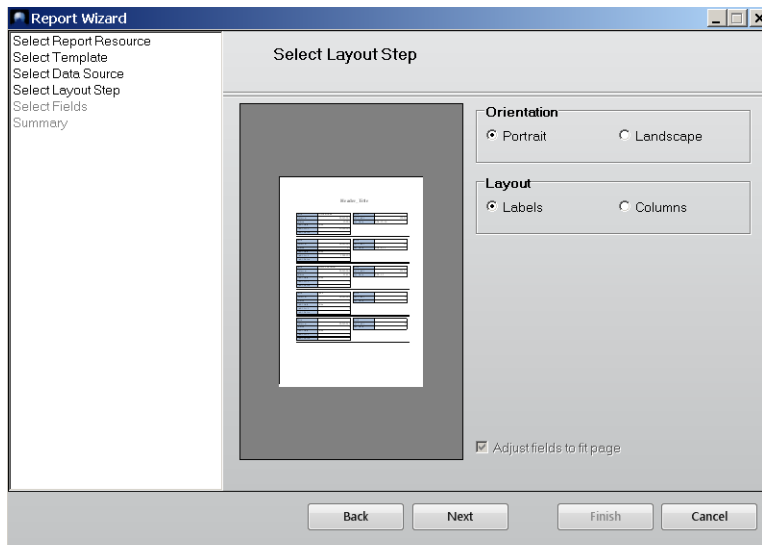 Report Wizard
Select Report Resource
Select Template
Select Data Source
Select Layout Step
Select Fields
Summary
Select Layout Step
Orientation
Portrait
Landscape
Layout
Labels
Columns
Adjust fields to fit page
Back
Next
Finish
Cancel